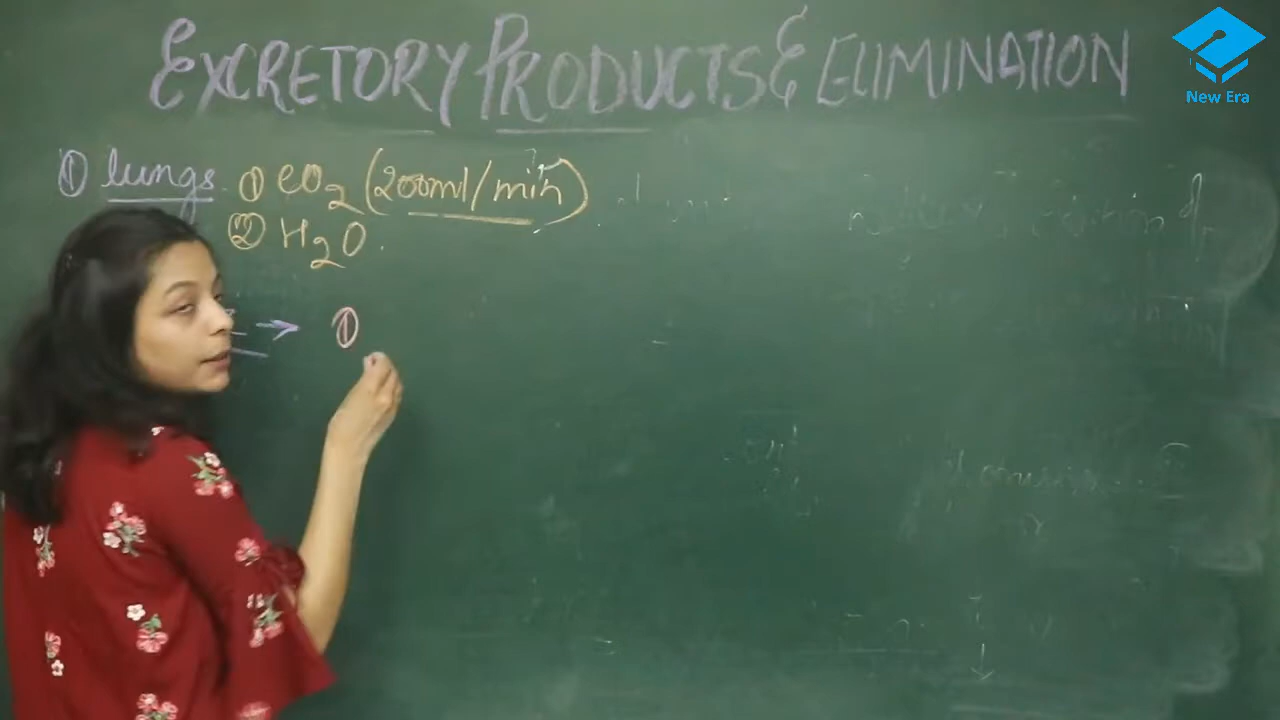 EXCRETORY PRODUCTS & ELIMINATION
New Era
① lungs. ① CO2 (200ml/min)
② H2O.
→ ①